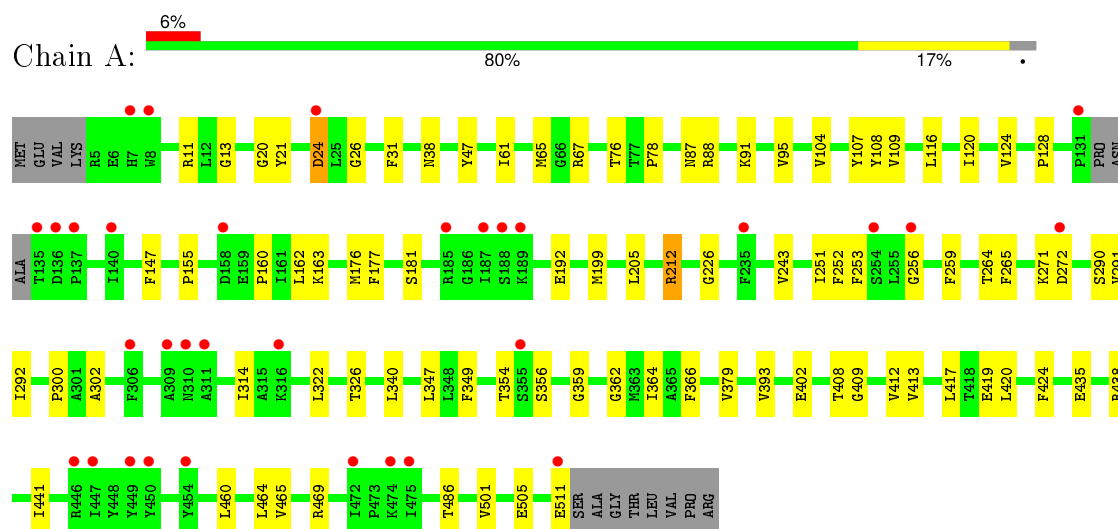 6%
Chain A:
80% 17% •
MET GLU VAL LYS R5 E6 H7 W8 R11 L12 G13 G20 Y21 D24 L25 G26 F31 N38 Y47 I61 M65 G66 R67 T76 T77 P78 N87 R88 K91 V95 V104 Y107 Y108 V109 L116 I120 V124 P128 P131 PRO ASN
ALA T135 D136 P137 I140 F147 P155 D158 E159 P160 I161 L162 K163 M176 F177 S181 R185 G186 I187 S188 K189 E192 M199 L205 R212 G226 F235 V243 I251 F252 F253 S254 L255 G256 F259 T264 F265 K271 D272 S290 V291
I292 P300 A301 A302 F306 A309 N310 A311 I314 A315 K316 L322 T326 L340 L347 L348 F349 T354 S355 S356 G359 G362 M363 I364 A365 F366 V379 V393 E402 T408 G409 V412 V413 L417 T418 E419 L420 F424 E435 R438
I441 R446 I447 Y448 Y449 Y450 Y454 L460 L464 V465 R469 I472 P473 K474 I475 T486 V501 E505 E511 SER ALA GLY THR LEU VAL PRO ARG